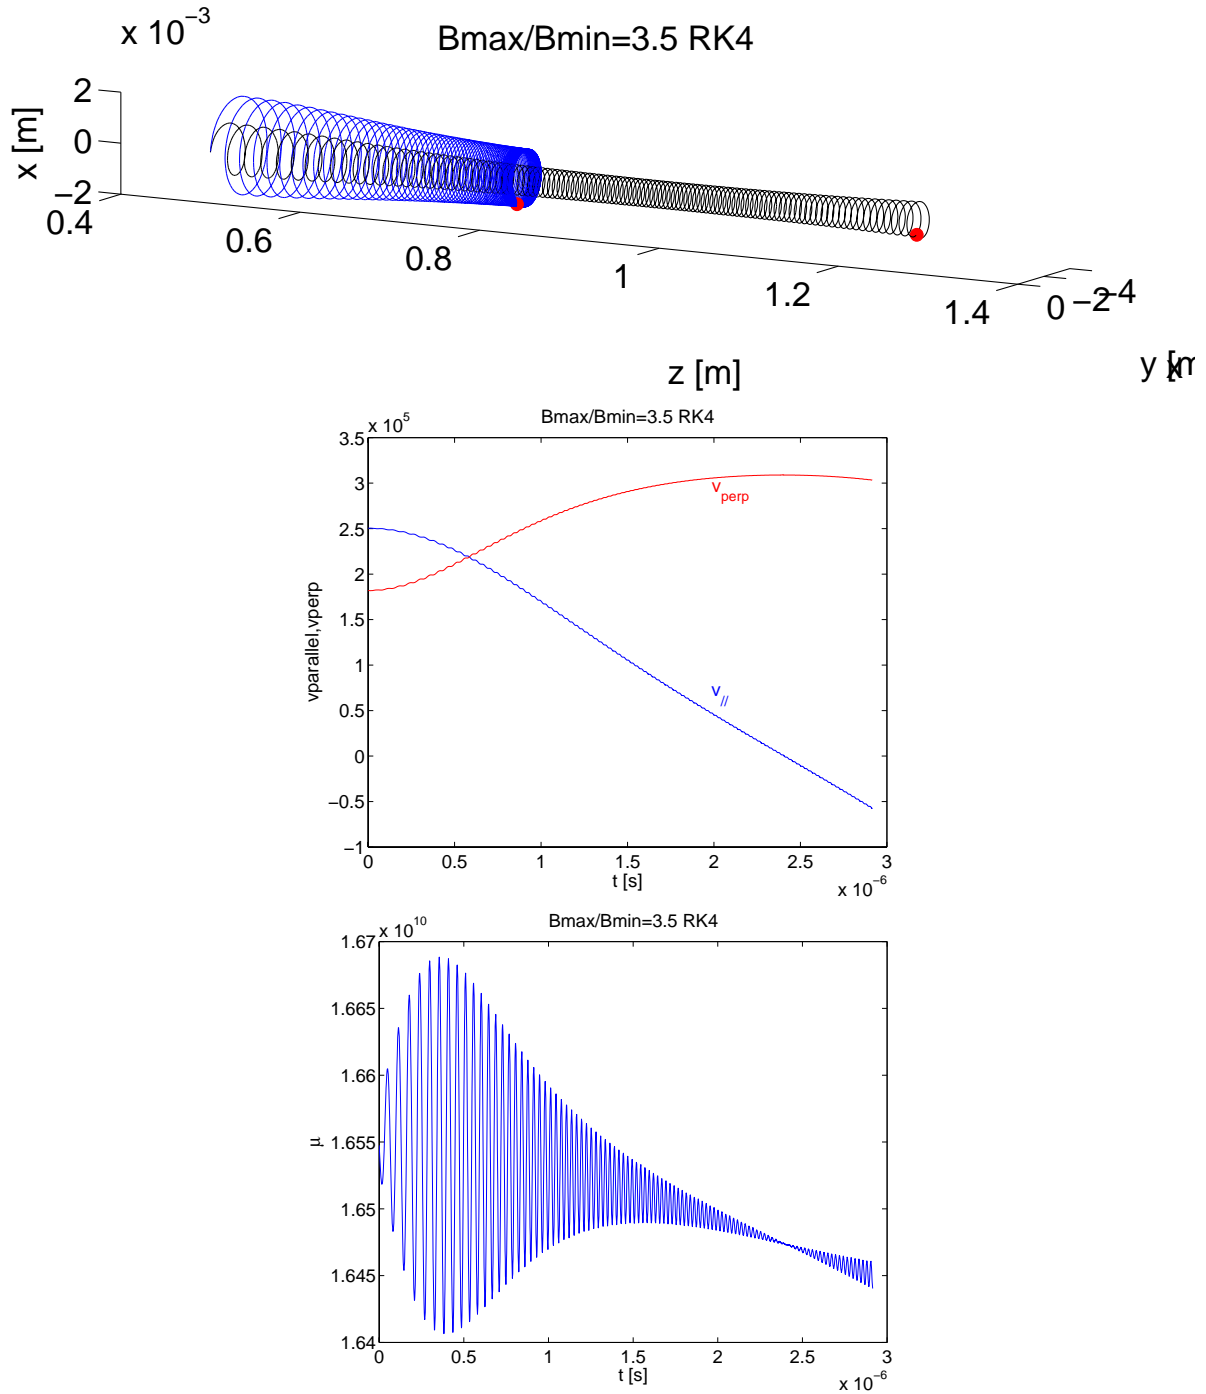 x 10−3
Bmax/Bmin=3.5 RK4
x [m]
2
0
−2
0.4
0.6
0.8
1
1.2
1.4
0
−2
−4
z [m]
y [m
Bmax/Bmin=3.5 RK4
x 10^5
3.5
3
2.5
2
1.5
1
0.5
0
−0.5
−1
vparallel,vperp
v_perp
v_//
0 0.5 1 1.5 2 2.5 3
t [s]
x 10−6
Bmax/Bmin=3.5 RK4
x 10^10
1.67
1.665
1.66
1.655
1.65
1.645
1.64
μ
0 0.5 1 1.5 2 2.5 3
t [s]
x 10−6